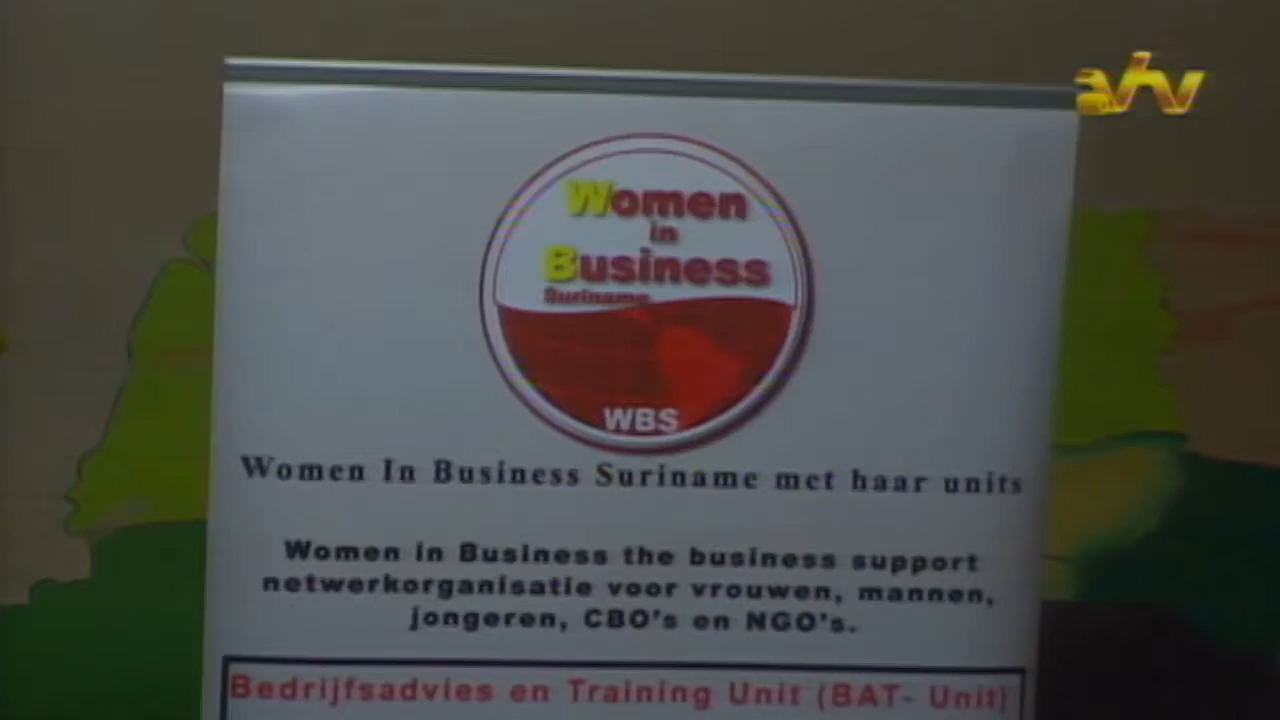 atv
Women
in
Business
Suriname
WBS
Women In Business Suriname met haar units
Women in Business the business support
netwerkorganisatie voor vrouwen, mannen,
jongeren, CBO's en NGO's.
Bedrijfsadvies en Training Unit (BAT- Unit)